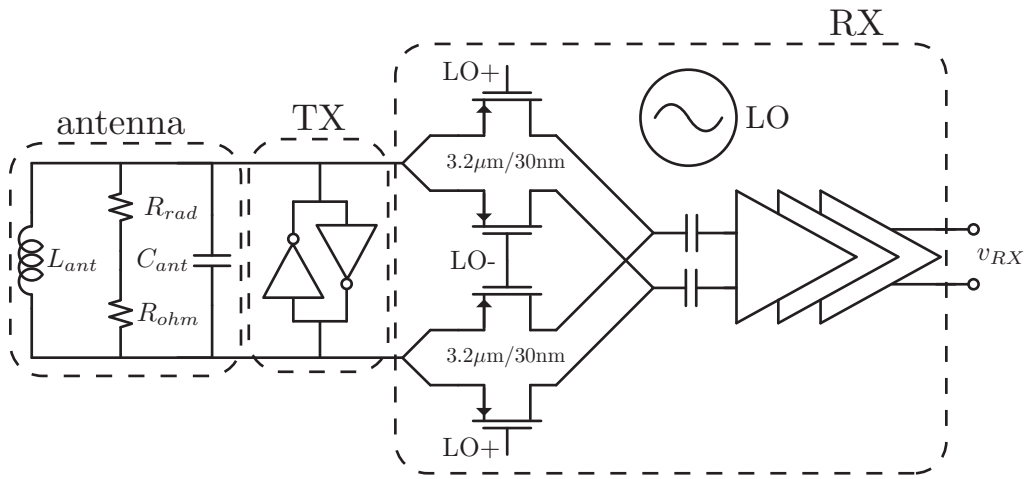 RX
LO+
LO
antenna
TX
3.2μm/30nm
R_rad
L_ant
C_ant
LO-
v_RX
R_ohm
3.2μm/30nm
LO+